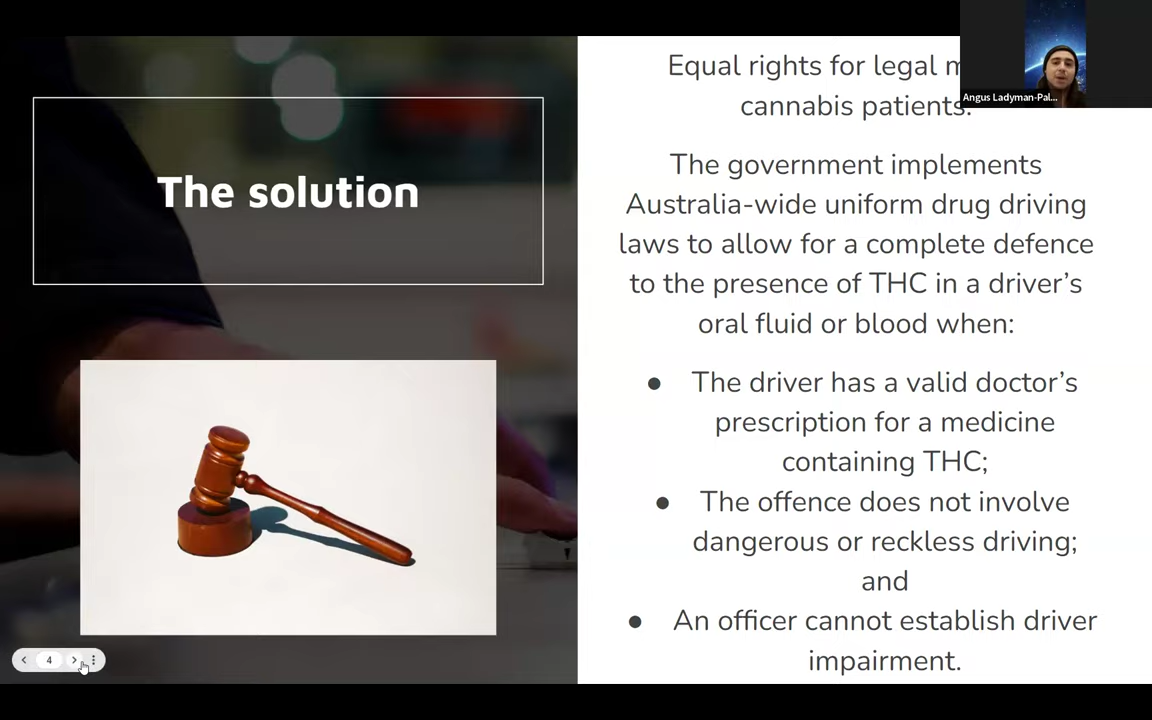 The solution
Equal rights for legal
cannabis patients.
The government implements
Australia-wide uniform drug driving
laws to allow for a complete defence
to the presence of THC in a driver’s
oral fluid or blood when:
● The driver has a valid doctor’s
prescription for a medicine
containing THC;
● The offence does not involve
dangerous or reckless driving;
and
● An officer cannot establish driver
impairment.
Angus Ladyman-Pal...
4